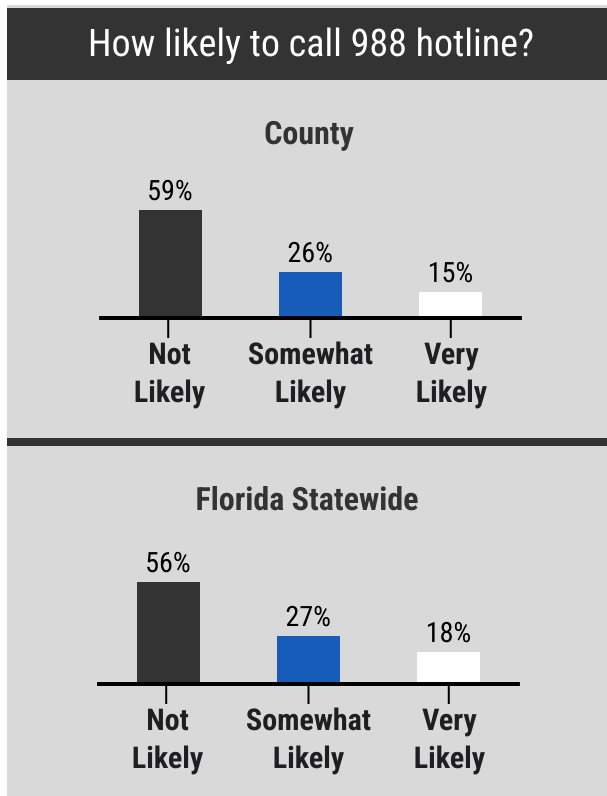 How likely to call 988 hotline?
County
59%
26%
15%
Not
Likely
Somewhat
Likely
Very
Likely
Florida Statewide
56%
27%
18%
Not
Likely
Somewhat
Likely
Very
Likely